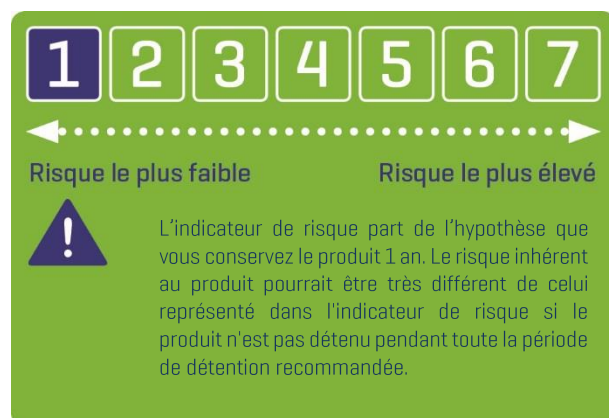 1 2 3 4 5 6 7
Risque le plus faible Risque le plus élevé
!
L'indicateur de risque part de l'hypothèse que
vous conservez le produit 1 an. Le risque inhérent
au produit pourrait être très différent de celui
représenté dans l'indicateur de risque si le
produit n'est pas détenu pendant toute la période
de détention recommandée.